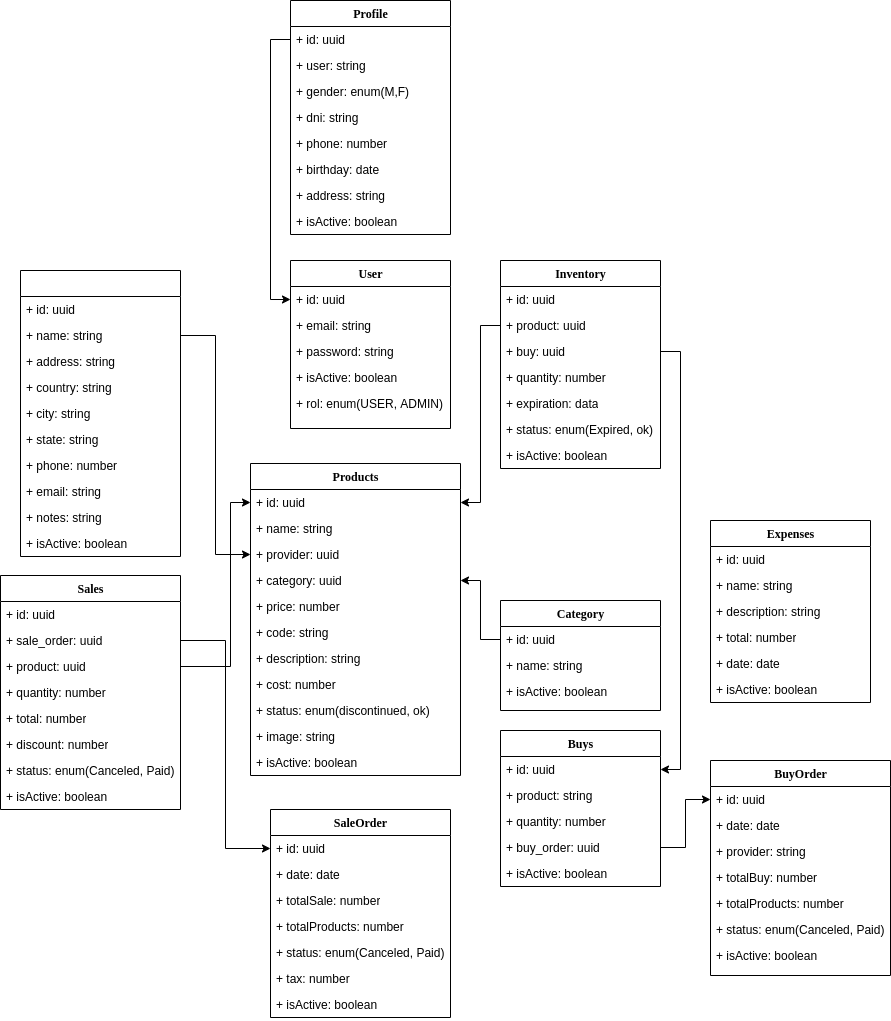 Profile
+ id: uuid
+ user: string
+ gender: enum(M,F)
+ dni: string
+ phone: number
+ birthday: date
+ address: string
+ isActive: boolean
User
+ id: uuid
+ email: string
+ password: string
+ isActive: boolean
+ rol: enum(USER, ADMIN)
Inventory
+ id: uuid
+ product: uuid
+ buy: uuid
+ quantity: number
+ expiration: data
+ status: enum(Expired, ok)
+ isActive: boolean
+ id: uuid
+ name: string
+ address: string
+ country: string
+ city: string
+ state: string
+ phone: number
+ email: string
+ notes: string
+ isActive: boolean
Products
+ id: uuid
+ name: string
+ provider: uuid
+ category: uuid
+ price: number
+ code: string
+ description: string
+ cost: number
+ status: enum(discontinued, ok)
+ image: string
+ isActive: boolean
Expenses
+ id: uuid
+ name: string
+ description: string
+ total: number
+ date: date
+ isActive: boolean
Sales
+ id: uuid
+ sale_order: uuid
+ product: uuid
+ quantity: number
+ total: number
+ discount: number
+ status: enum(Canceled, Paid)
+ isActive: boolean
Category
+ id: uuid
+ name: string
+ isActive: boolean
Buys
+ id: uuid
+ product: string
+ quantity: number
+ buy_order: uuid
+ isActive: boolean
BuyOrder
+ id: uuid
+ date: date
+ provider: string
+ totalBuy: number
+ totalProducts: number
+ status: enum(Canceled, Paid)
+ isActive: boolean
SaleOrder
+ id: uuid
+ date: date
+ totalSale: number
+ totalProducts: number
+ status: enum(Canceled, Paid)
+ tax: number
+ isActive: boolean